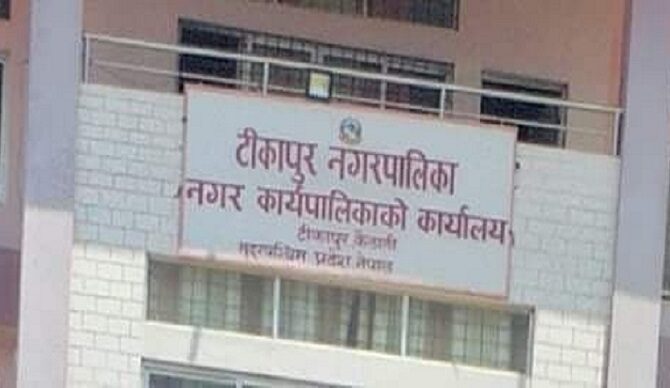 टीकापुर नगरपालिका
नगर कार्यपालिकाको कार्यालय
टीकापुर, कैलाली
सुदूरपश्चिम प्रदेश, नेपाल